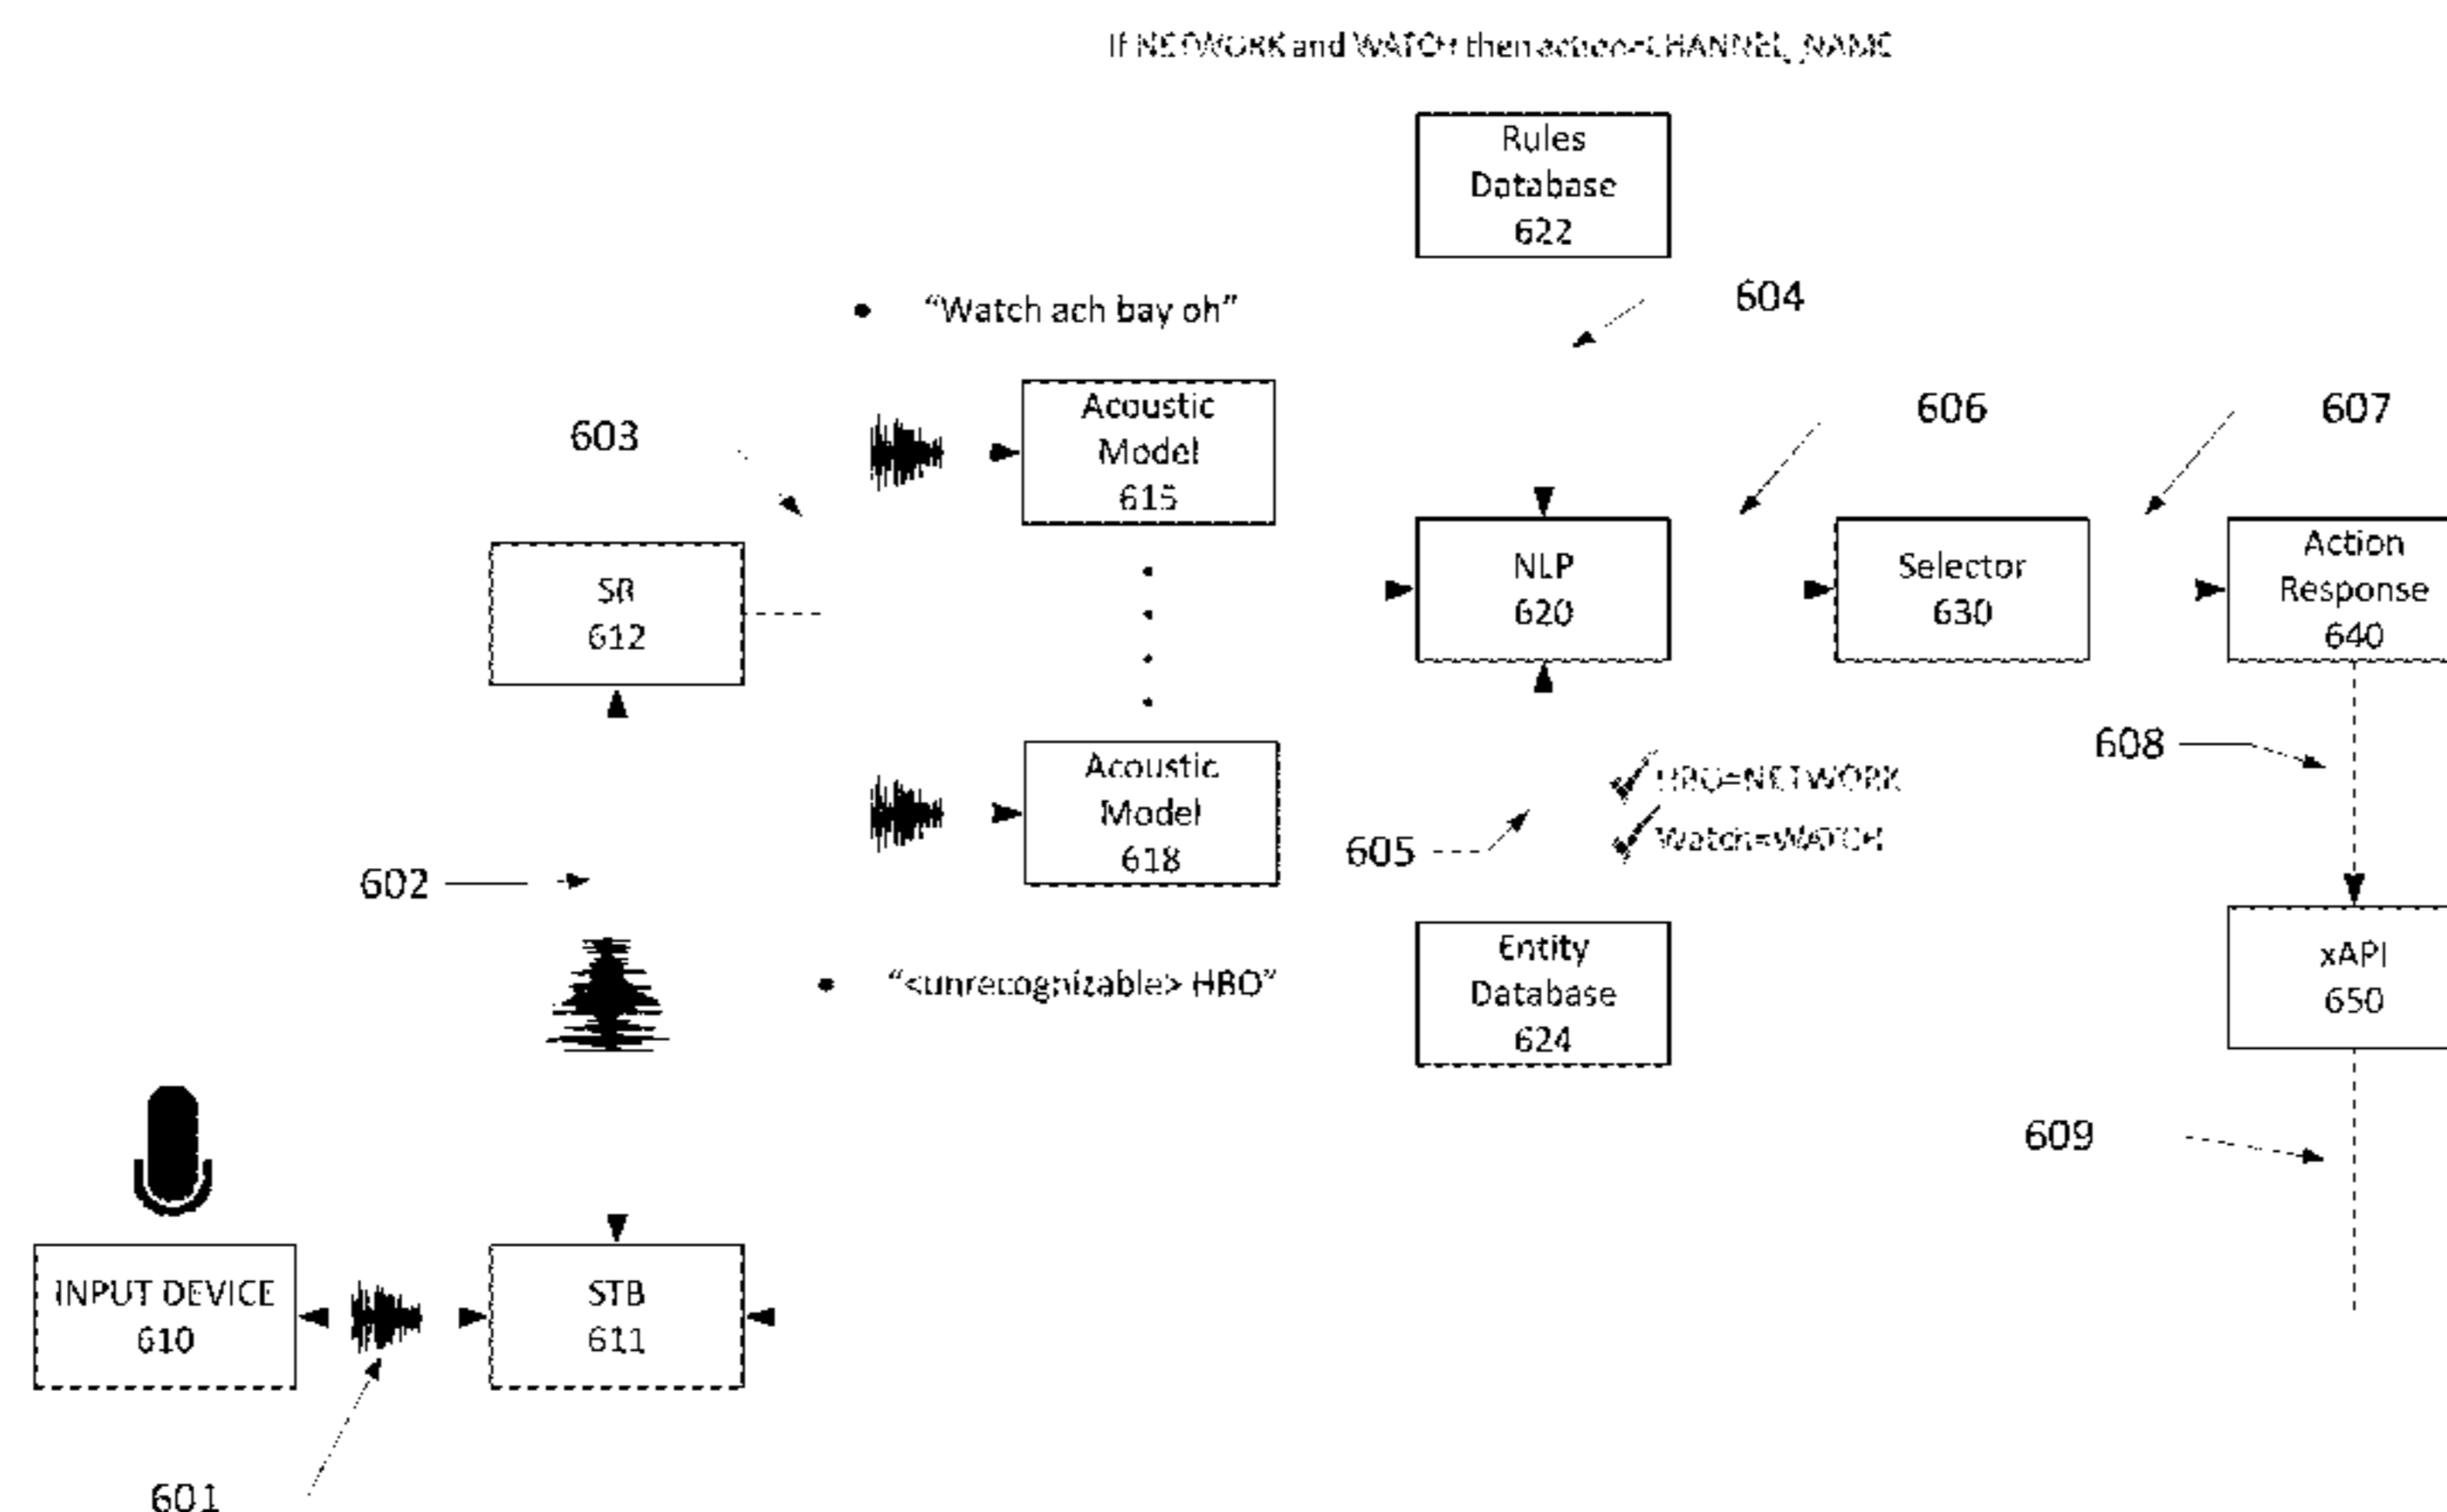 If NETWORK and WATCH then action=CHANNEL_NAME
Rules
Database
622
604
• “Watch ach bay oh”
Acoustic
Model
615
603
606
607
SR
612
NLP
620
Selector
630
Action
Response
640
608
Acoustic
Model
618
HBO=NETWORK
Watch=WATCH
605
602
Entity
Database
624
xAPI
650
• “<unrecognizable> HBO”
609
INPUT DEVICE
610
STB
611
601